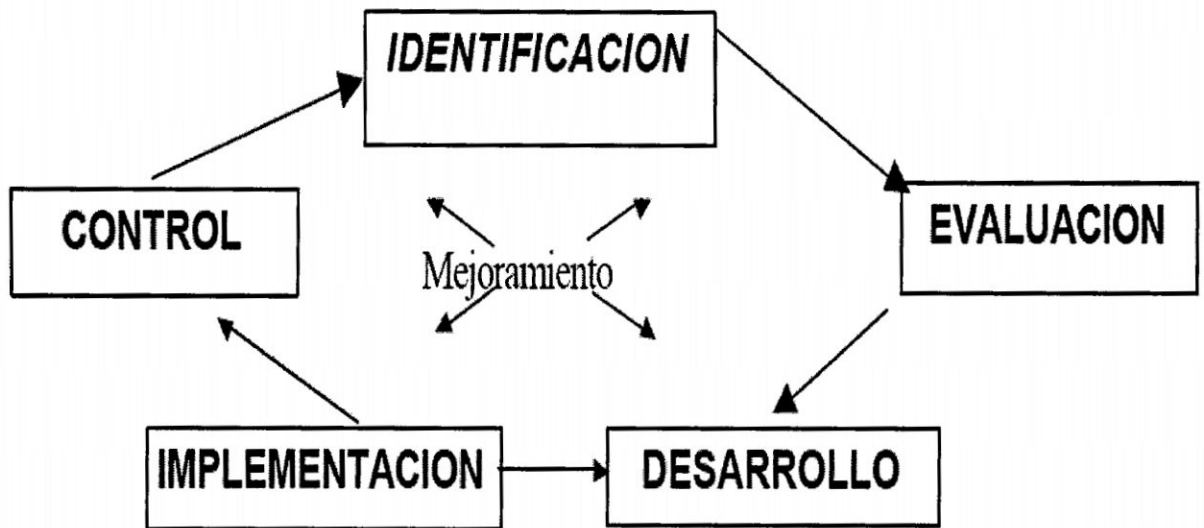 IDENTIFICACION
CONTROL
EVALUACION
Mejoramiento
IMPLEMENTACION
DESARROLLO